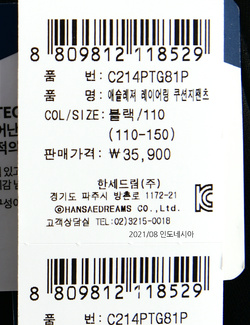 8 809812 118529
품 번: C214PTG81P
품 명: 애슬레저 레이어링 쿠션지팬츠
COL/SIZE: 블랙/110
(110-150)
판매가격: ₩35,900
한세드림(주)
경기도 파주시 방촌로 1172-21
©HANSAEDREAMS CO.,LTD.
고객상담실 TEL:02)3215-0018
2021/08 인도네시아
8 809812 118529
품 번: C214PTG81P